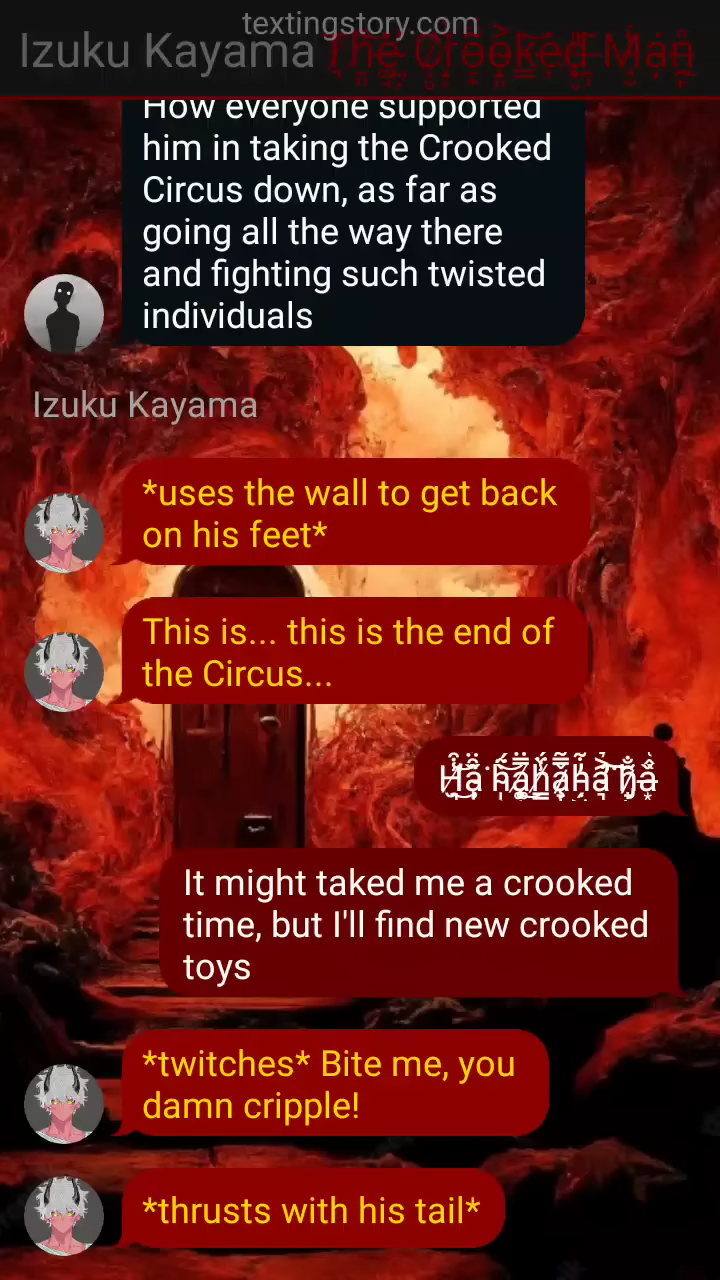 textingstory.com
Izuku Kayama The Crooked Man
How everyone supported
him in taking the Crooked
Circus down, as far as
going all the way there
and fighting such twisted
individuals
Izuku Kayama
*uses the wall to get back
on his feet*
This is... this is the end of
the Circus...
Ha hahaha ha
It might taked me a crooked
time, but I'll find new crooked
toys
*twitches* Bite me, you
damn cripple!
*thrusts with his tail*